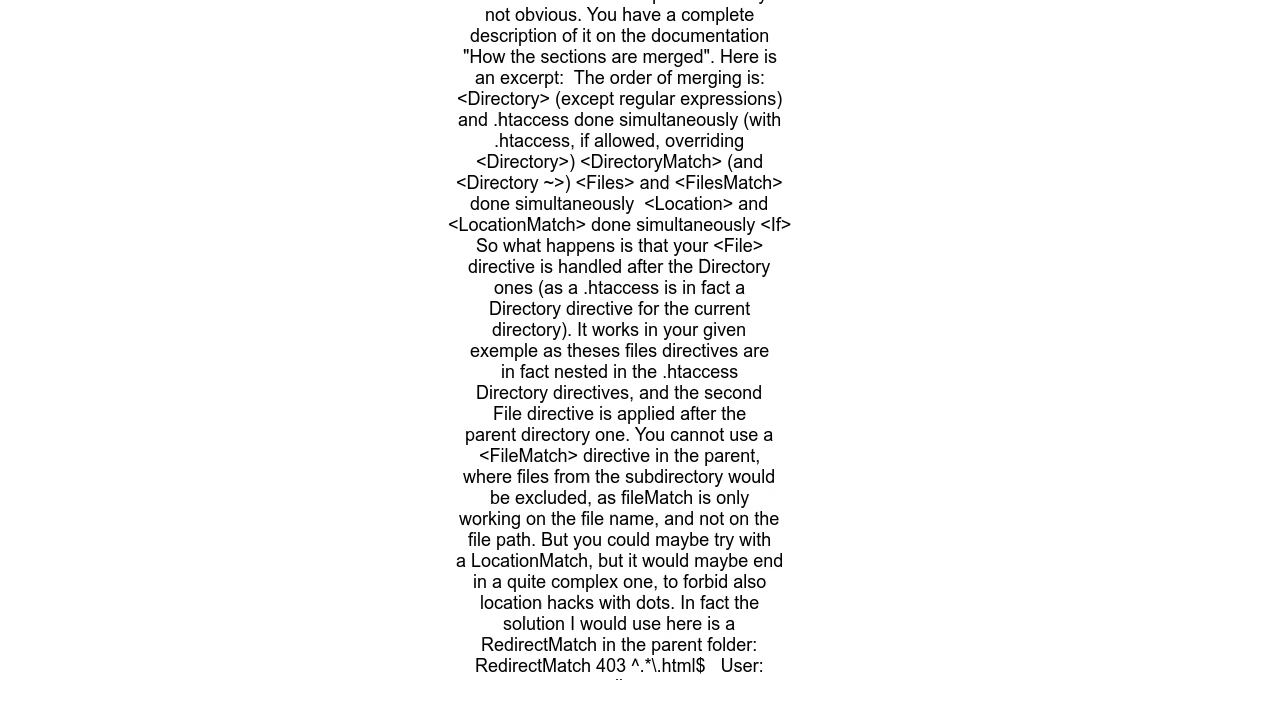 not obvious. You have a complete
description of it on the documentation
"How the sections are merged". Here is
an excerpt:  The order of merging is:
<Directory> (except regular expressions)
and .htaccess done simultaneously (with
.htaccess, if allowed, overriding
<Directory>) <DirectoryMatch> (and
<Directory ~>) <Files> and <FilesMatch>
done simultaneously  <Location> and
<LocationMatch> done simultaneously <If>
So what happens is that your <File>
directive is handled after the Directory
ones (as a .htaccess is in fact a
Directory directive for the current
directory). It works in your given
exemple as theses files directives are
in fact nested in the .htaccess
Directory directives, and the second
File directive is applied after the
parent directory one. You cannot use a
<FileMatch> directive in the parent,
where files from the subdirectory would
be excluded, as fileMatch is only
working on the file name, and not on the
file path. But you could maybe try with
a LocationMatch, but it would maybe end
in a quite complex one, to forbid also
location hacks with dots. In fact the
solution I would use here is a
RedirectMatch in the parent folder:
RedirectMatch 403 ^.*\.html$   User: